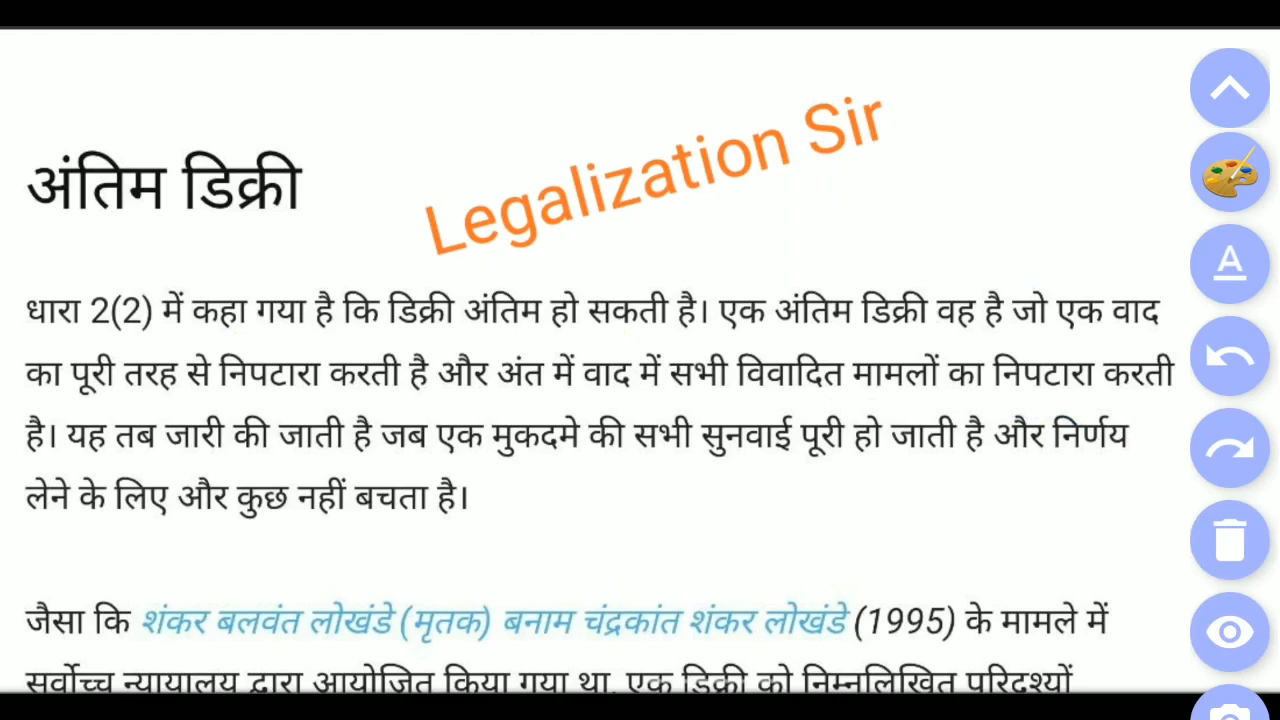 Legalization Sir
अंतिम डिक्री
धारा 2(2) में कहा गया है कि डिक्री अंतिम हो सकती है। एक अंतिम डिक्री वह है जो एक वाद
का पूरी तरह से निपटारा करती है और अंत में वाद में सभी विवादित मामलों का निपटारा करती
है। यह तब जारी की जाती है जब एक मुकदमे की सभी सुनवाई पूरी हो जाती है और निर्णय
लेने के लिए और कुछ नहीं बचता है।
जैसा कि शंकर बलवंत लोखंडे (मृतक) बनाम चंद्रकांत शंकर लोखंडे (1995) के मामले में
सर्वोच्च न्यायालय द्वारा आयोजित किया गया था, एक डिक्री को निम्नलिखित परिदृश्यों
A